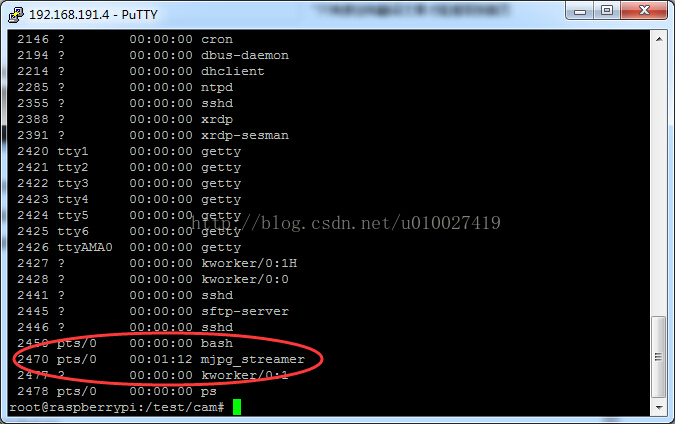 192.168.191.4 - PuTTY
2146 ? 00:00:00 cron
2194 ? 00:00:00 dbus-daemon
2214 ? 00:00:00 dhclient
2285 ? 00:00:00 ntpd
2355 ? 00:00:00 sshd
2388 ? 00:00:00 xrdp
2391 ? 00:00:00 xrdp-sesman
2420 tty1 00:00:00 getty
2421 tty2 00:00:00 getty
2422 tty3 00:00:00 getty
2423 tty4 00:00:00 getty
2424 tty5 00:00:00 getty
http://blog.csdn.net/u010027419
2425 tty6 00:00:00 getty
2426 ttyAMA0 00:00:00 getty
2427 ? 00:00:00 kworker/0:1H
2428 ? 00:00:00 kworker/0:0
2441 ? 00:00:00 sshd
2445 ? 00:00:00 sftp-server
2446 ? 00:00:00 sshd
2450 pts/0 00:00:00 bash
2470 pts/0 00:01:12 mjpg_streamer
2477 ? 00:00:00 kworker/0:1
2478 pts/0 00:00:00 ps
root@raspberrypi:/test/cam#